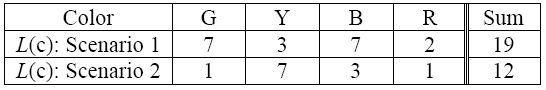 Color G Y B R Sum
L(c): Scenario 1 7 3 7 2 19
L(c): Scenario 2 1 7 3 1 12